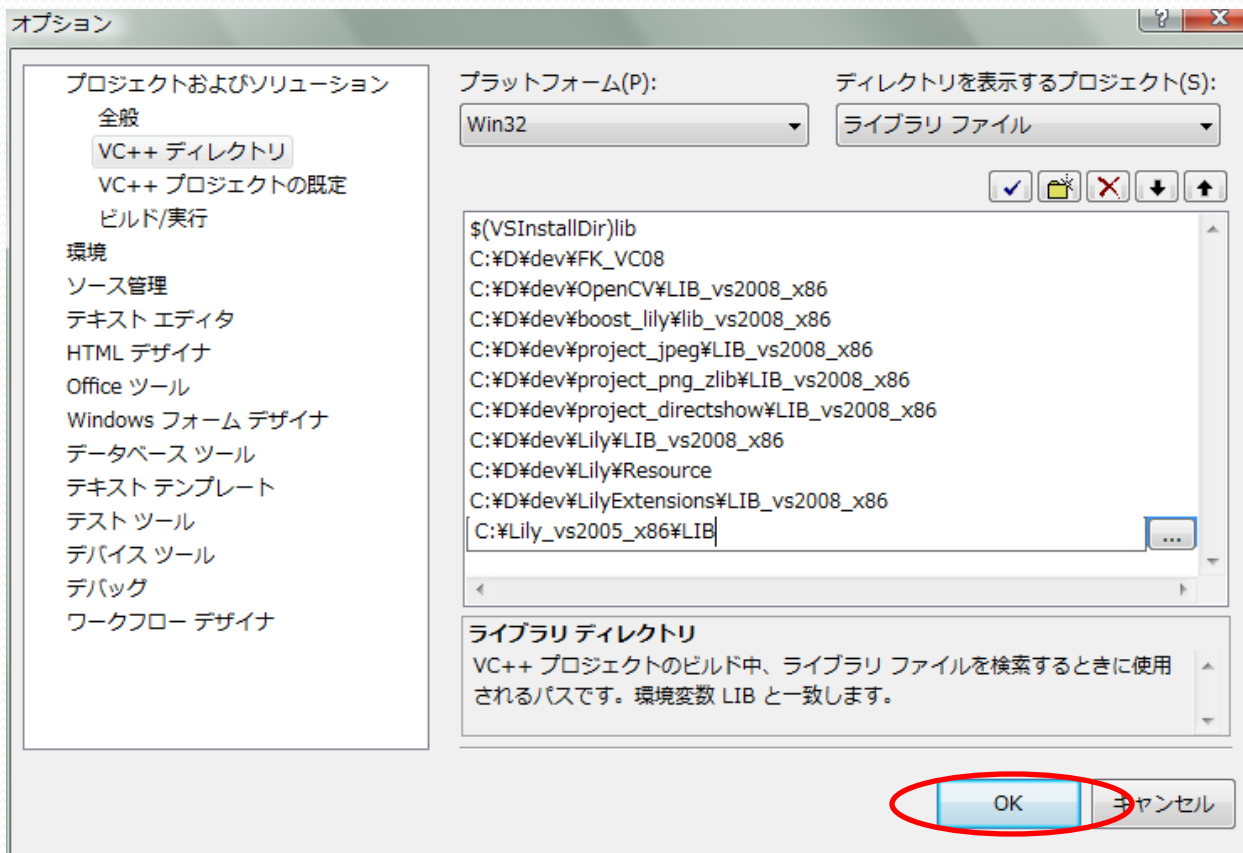 オプション
プロジェクトおよびソリューション
全般
VC++ ディレクトリ
VC++ プロジェクトの既定
ビルド/実行
環境
ソース管理
テキスト エディタ
HTML デザイナ
Office ツール
Windows フォーム デザイナ
データベース ツール
テキスト テンプレート
テスト ツール
デバイス ツール
デバッグ
ワークフロー デザイナ
プラットフォーム(P):
Win32
ディレクトリを表示するプロジェクト(S):
ライブラリ ファイル
$(VSInstallDir)lib
C:¥D¥dev¥FK_VC08
C:¥D¥dev¥OpenCV¥LIB_vs2008_x86
C:¥D¥dev¥boost_lily¥lib_vs2008_x86
C:¥D¥dev¥project_jpeg¥LIB_vs2008_x86
C:¥D¥dev¥project_png_zlib¥LIB_vs2008_x86
C:¥D¥dev¥project_directshow¥LIB_vs2008_x86
C:¥D¥dev¥Lily¥LIB_vs2008_x86
C:¥D¥dev¥Lily¥Resource
C:¥D¥dev¥LilyExtensions¥LIB_vs2008_x86
C:¥Lily_vs2005_x86¥LIB
...
ライブラリ ディレクトリ
VC++ プロジェクトのビルド中、ライブラリ ファイルを検索するときに使用
されるパスです。環境変数 LIB と一致します。
OK
キャンセル